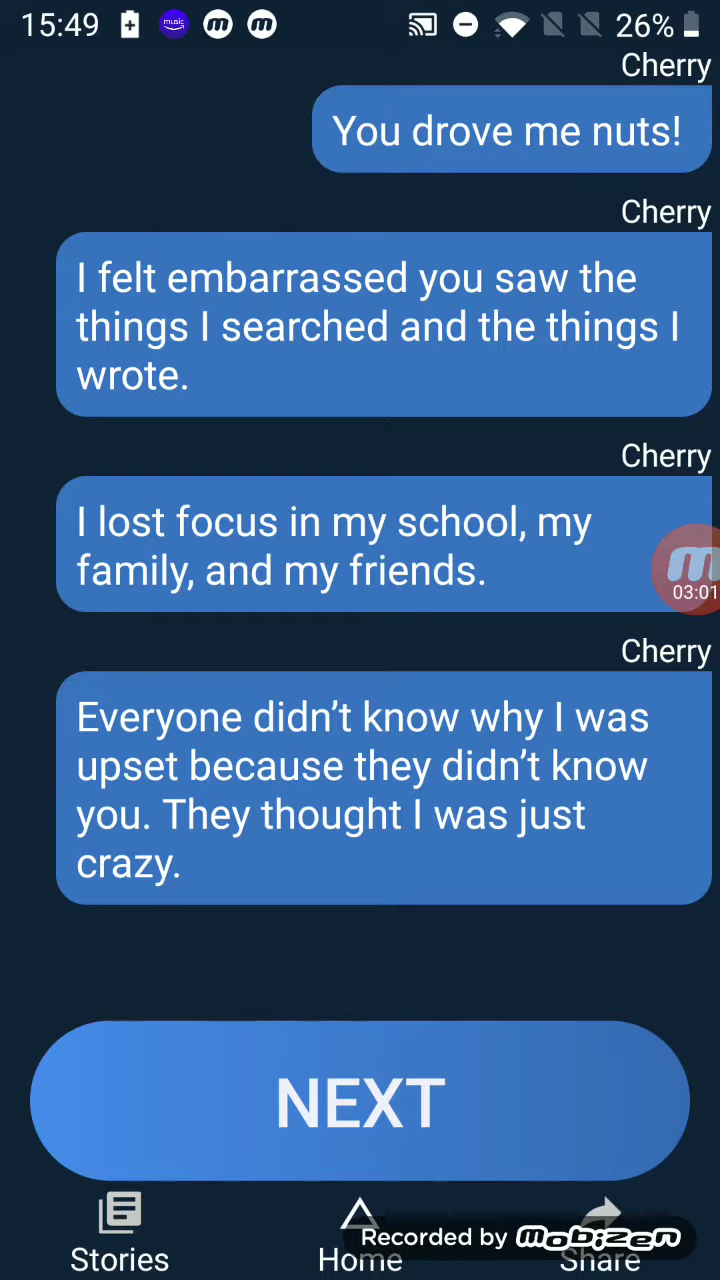 15:49 music m m 26%
Cherry
You drove me nuts!
Cherry
I felt embarrassed you saw the
things I searched and the things I
wrote.
Cherry
I lost focus in my school, my
family, and my friends.
m
03:01
Cherry
Everyone didn’t know why I was
upset because they didn’t know
you. They thought I was just
crazy.
NEXT
Recorded by mobizen
Stories Home Share